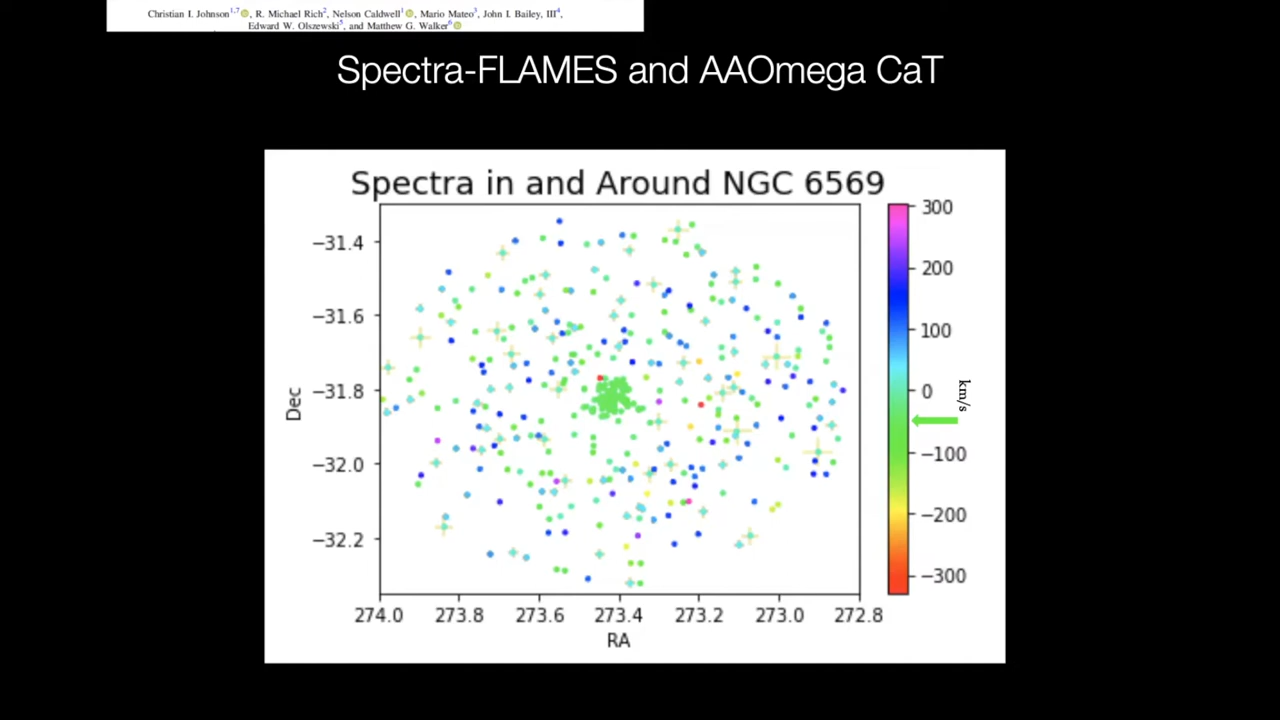 Christian I. Johnson1,7, R. Michael Rich2, Nelson Caldwell1, Mario Mateo3, John I. Bailey, III4,
Edward W. Olszewski5, and Matthew G. Walker6
Spectra-FLAMES and AAOmega CaT
Spectra in and Around NGC 6569
300
−31.4
200
−31.6
100
−31.8
0
km/s
Dec
−100
−32.0
−200
−32.2
−300
274.0 273.8 273.6 273.4 273.2 273.0 272.8
RA